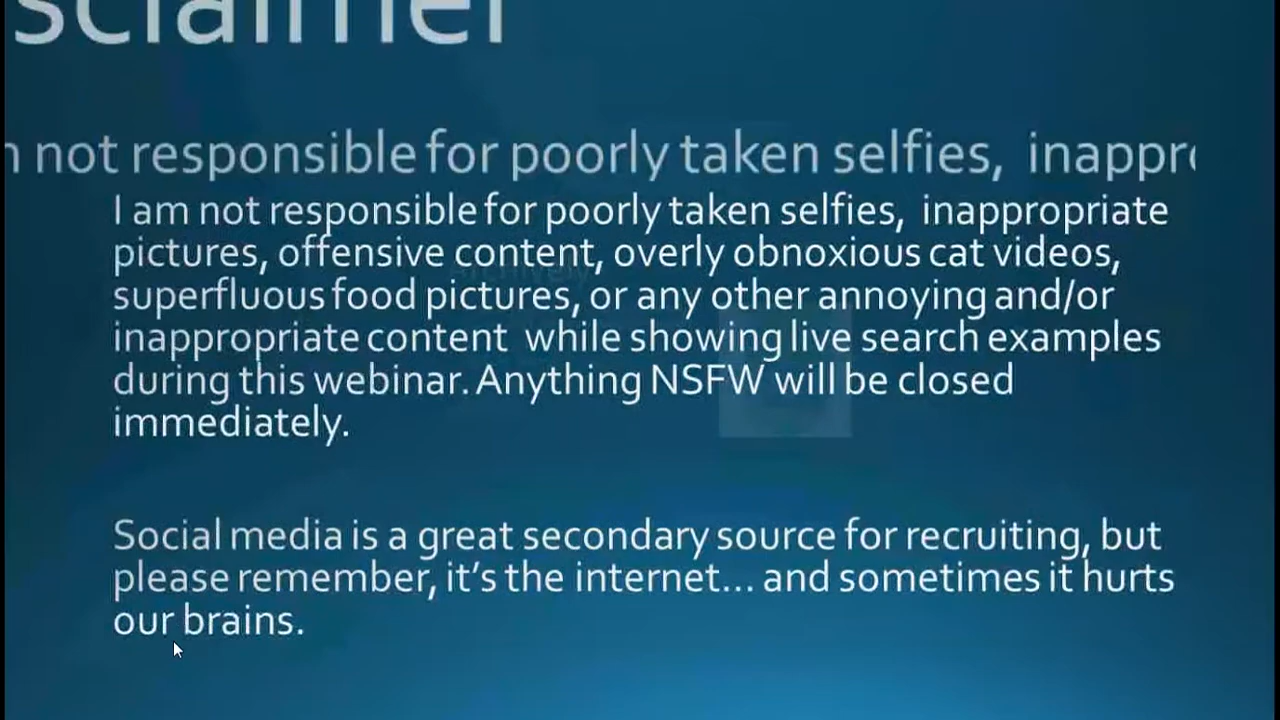 sclaimer
not responsible for poorly taken selfies, inappr
I am not responsible for poorly taken selfies, inappropriate
pictures, offensive content, overly obnoxious cat videos,
superfluous food pictures, or any other annoying and/or
inappropriate content while showing live search examples
during this webinar. Anything NSFW will be closed
immediately.
Social media is a great secondary source for recruiting, but
please remember, it’s the internet... and sometimes it hurts
our brains.